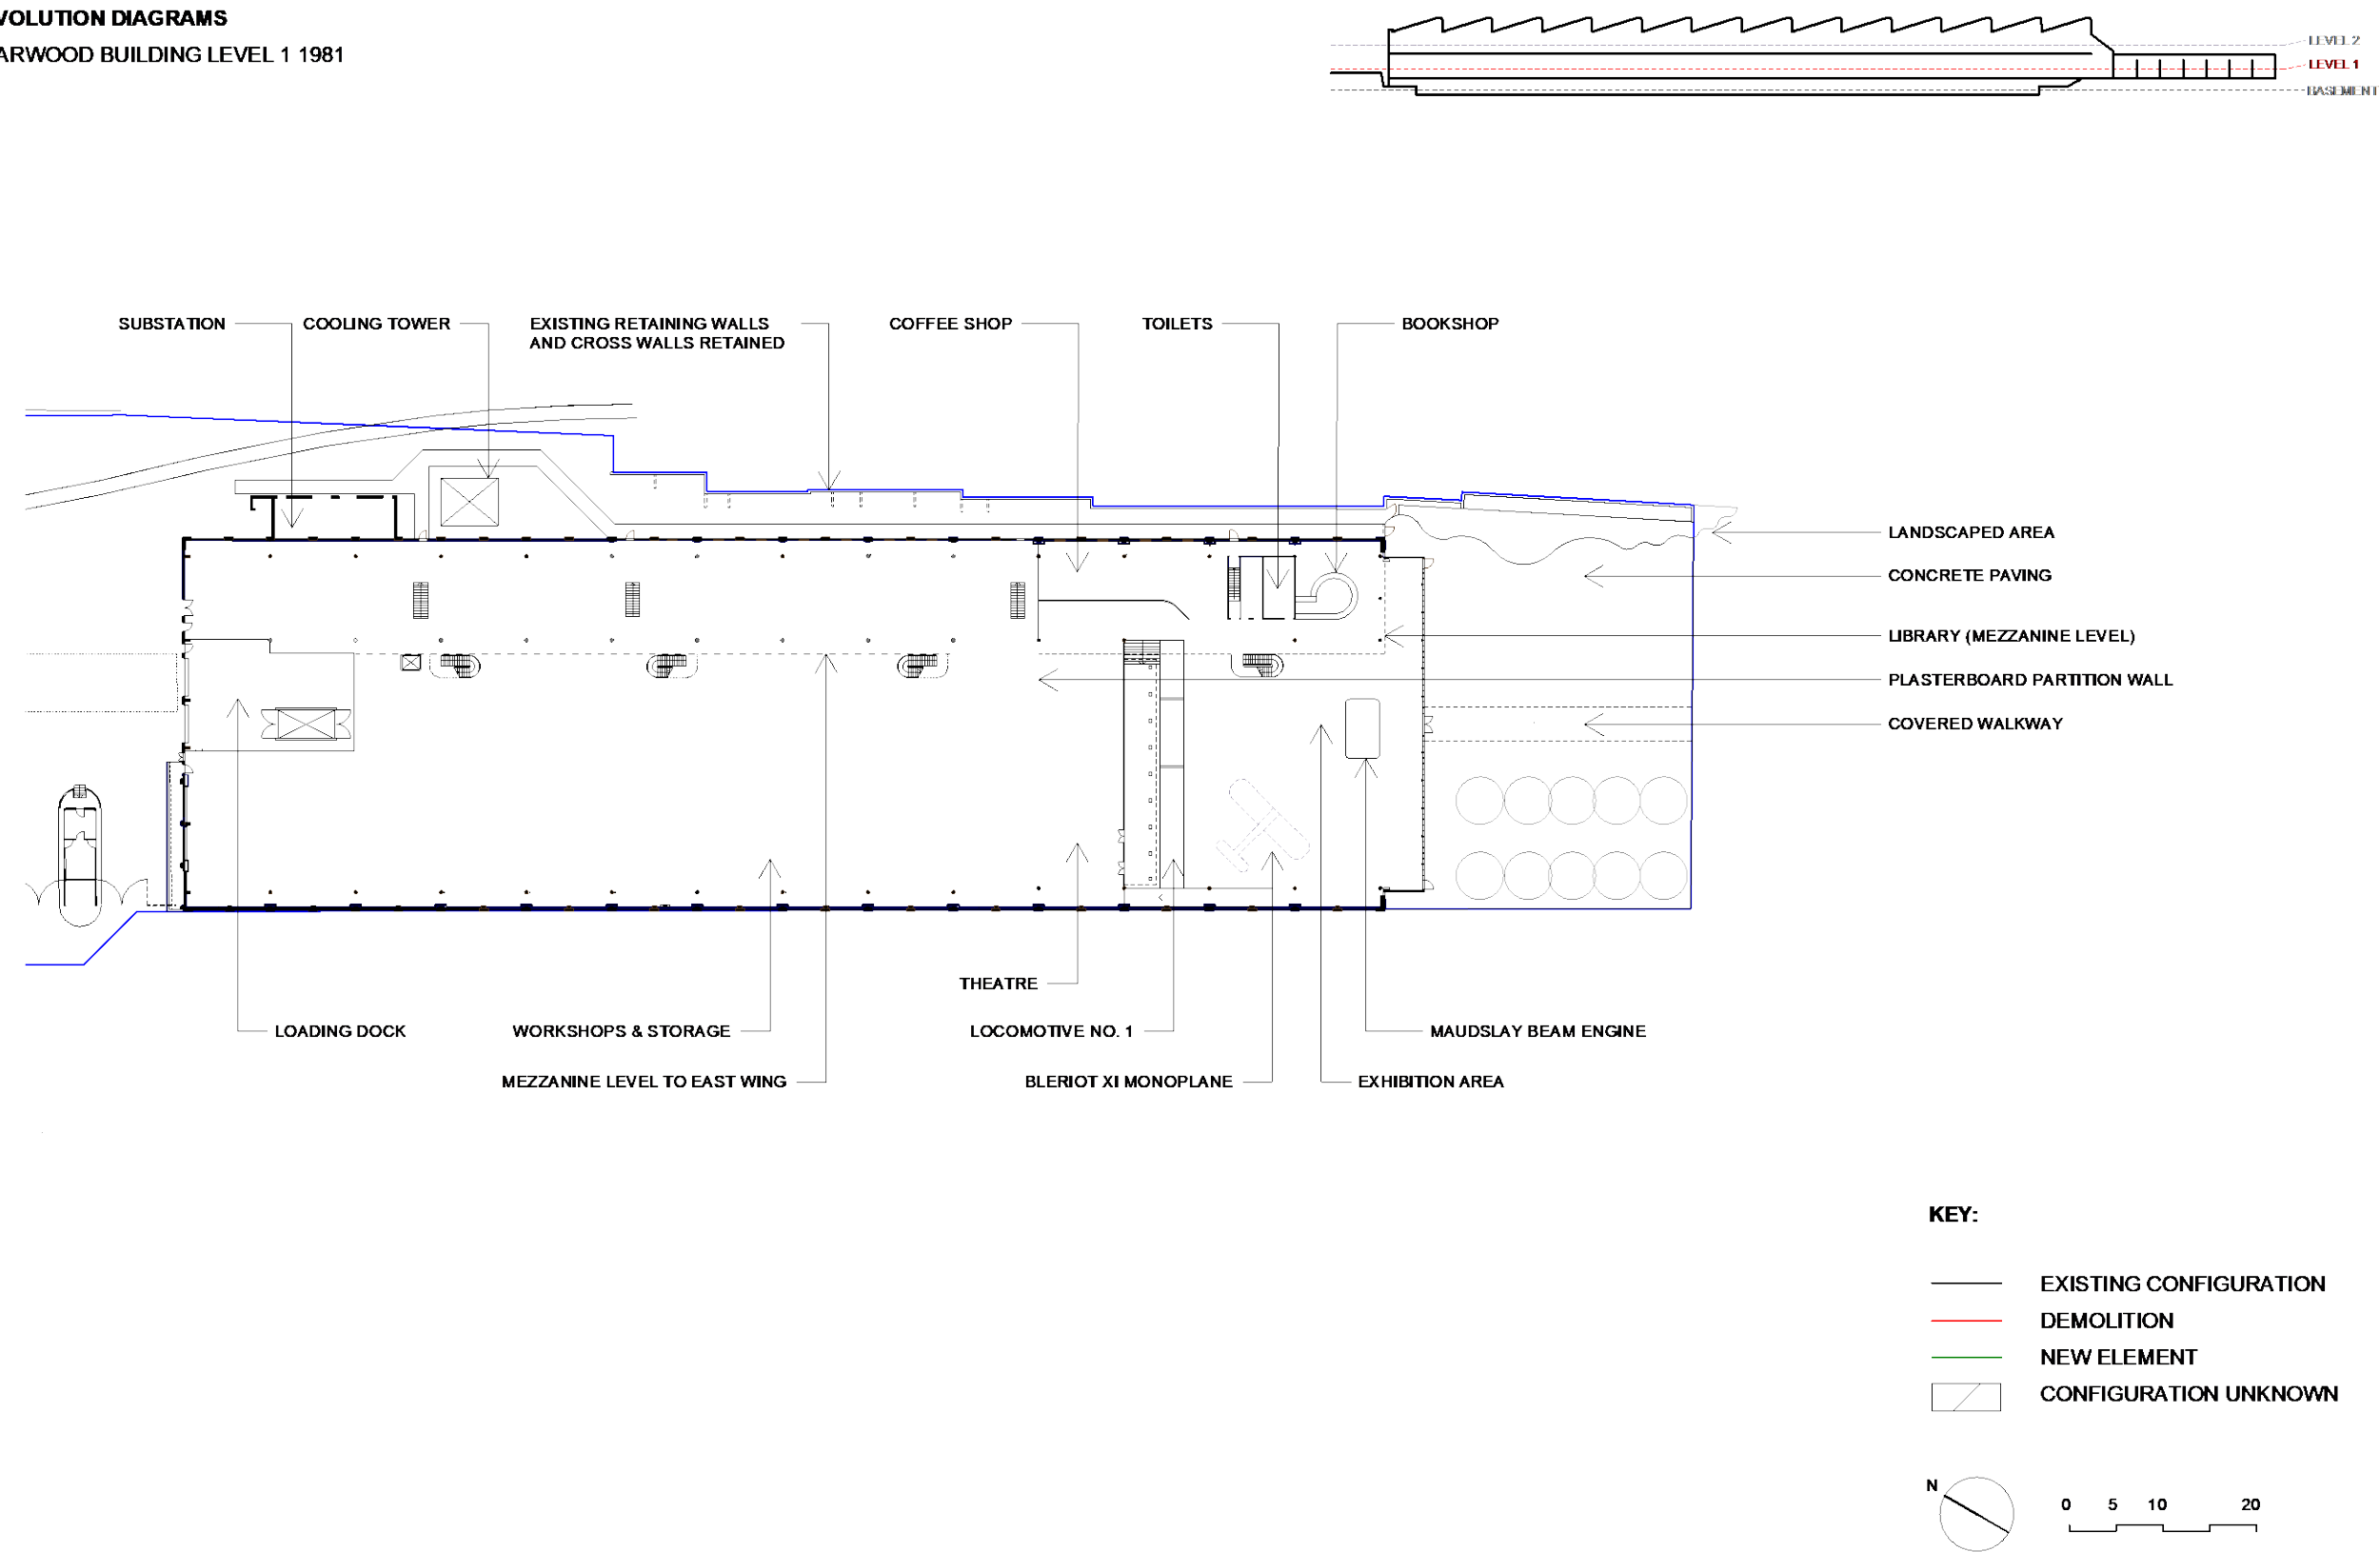 VOLUTION DIAGRAMS
ARWOOD BUILDING LEVEL 1 1981
LEVEL 2
LEVEL 1
BASEMENT
SUBSTATION
COOLING TOWER
EXISTING RETAINING WALLS
AND CROSS WALLS RETAINED
COFFEE SHOP
TOILETS
BOOKSHOP
LANDSCAPED AREA
CONCRETE PAVING
LIBRARY (MEZZANINE LEVEL)
PLASTERBOARD PARTITION WALL
COVERED WALKWAY
THEATRE
LOADING DOCK
WORKSHOPS & STORAGE
LOCOMOTIVE NO. 1
MAUDSLAY BEAM ENGINE
MEZZANINE LEVEL TO EAST WING
BLERIOT XI MONOPLANE
EXHIBITION AREA
KEY:
EXISTING CONFIGURATION
DEMOLITION
NEW ELEMENT
CONFIGURATION UNKNOWN
N
0 5 10 20